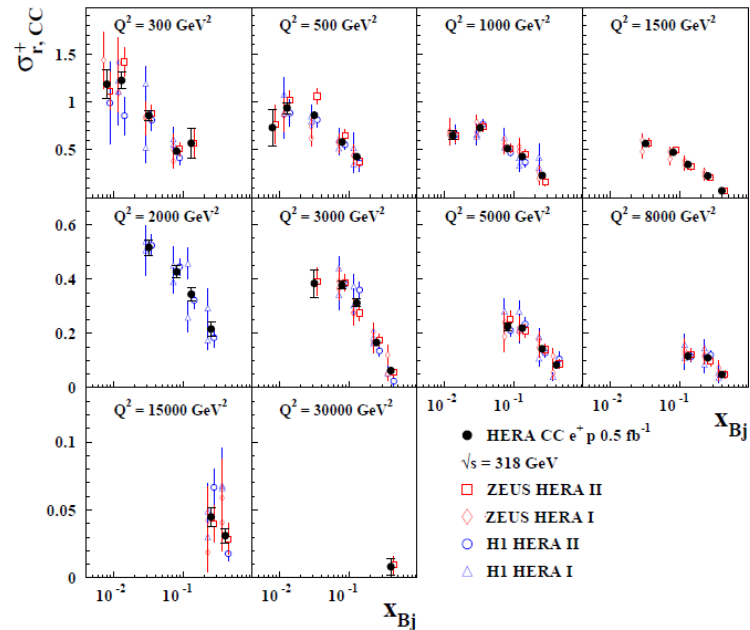 σ⁺r, CC
Q² = 300 GeV²
Q² = 500 GeV²
Q² = 1000 GeV²
Q² = 1500 GeV²
1.5
1
0.5
Q² = 2000 GeV²
Q² = 3000 GeV²
Q² = 5000 GeV²
Q² = 8000 GeV²
0.6
0.4
0.2
0
10⁻² 10⁻¹ 10⁻² 10⁻¹
Q² = 15000 GeV²
Q² = 30000 GeV²
xBj
0.1
0.05
0
HERA CC e⁺ p 0.5 fb⁻¹
√s = 318 GeV
ZEUS HERA II
ZEUS HERA I
H1 HERA II
H1 HERA I
10⁻² 10⁻¹ 10⁻² 10⁻¹
xBj